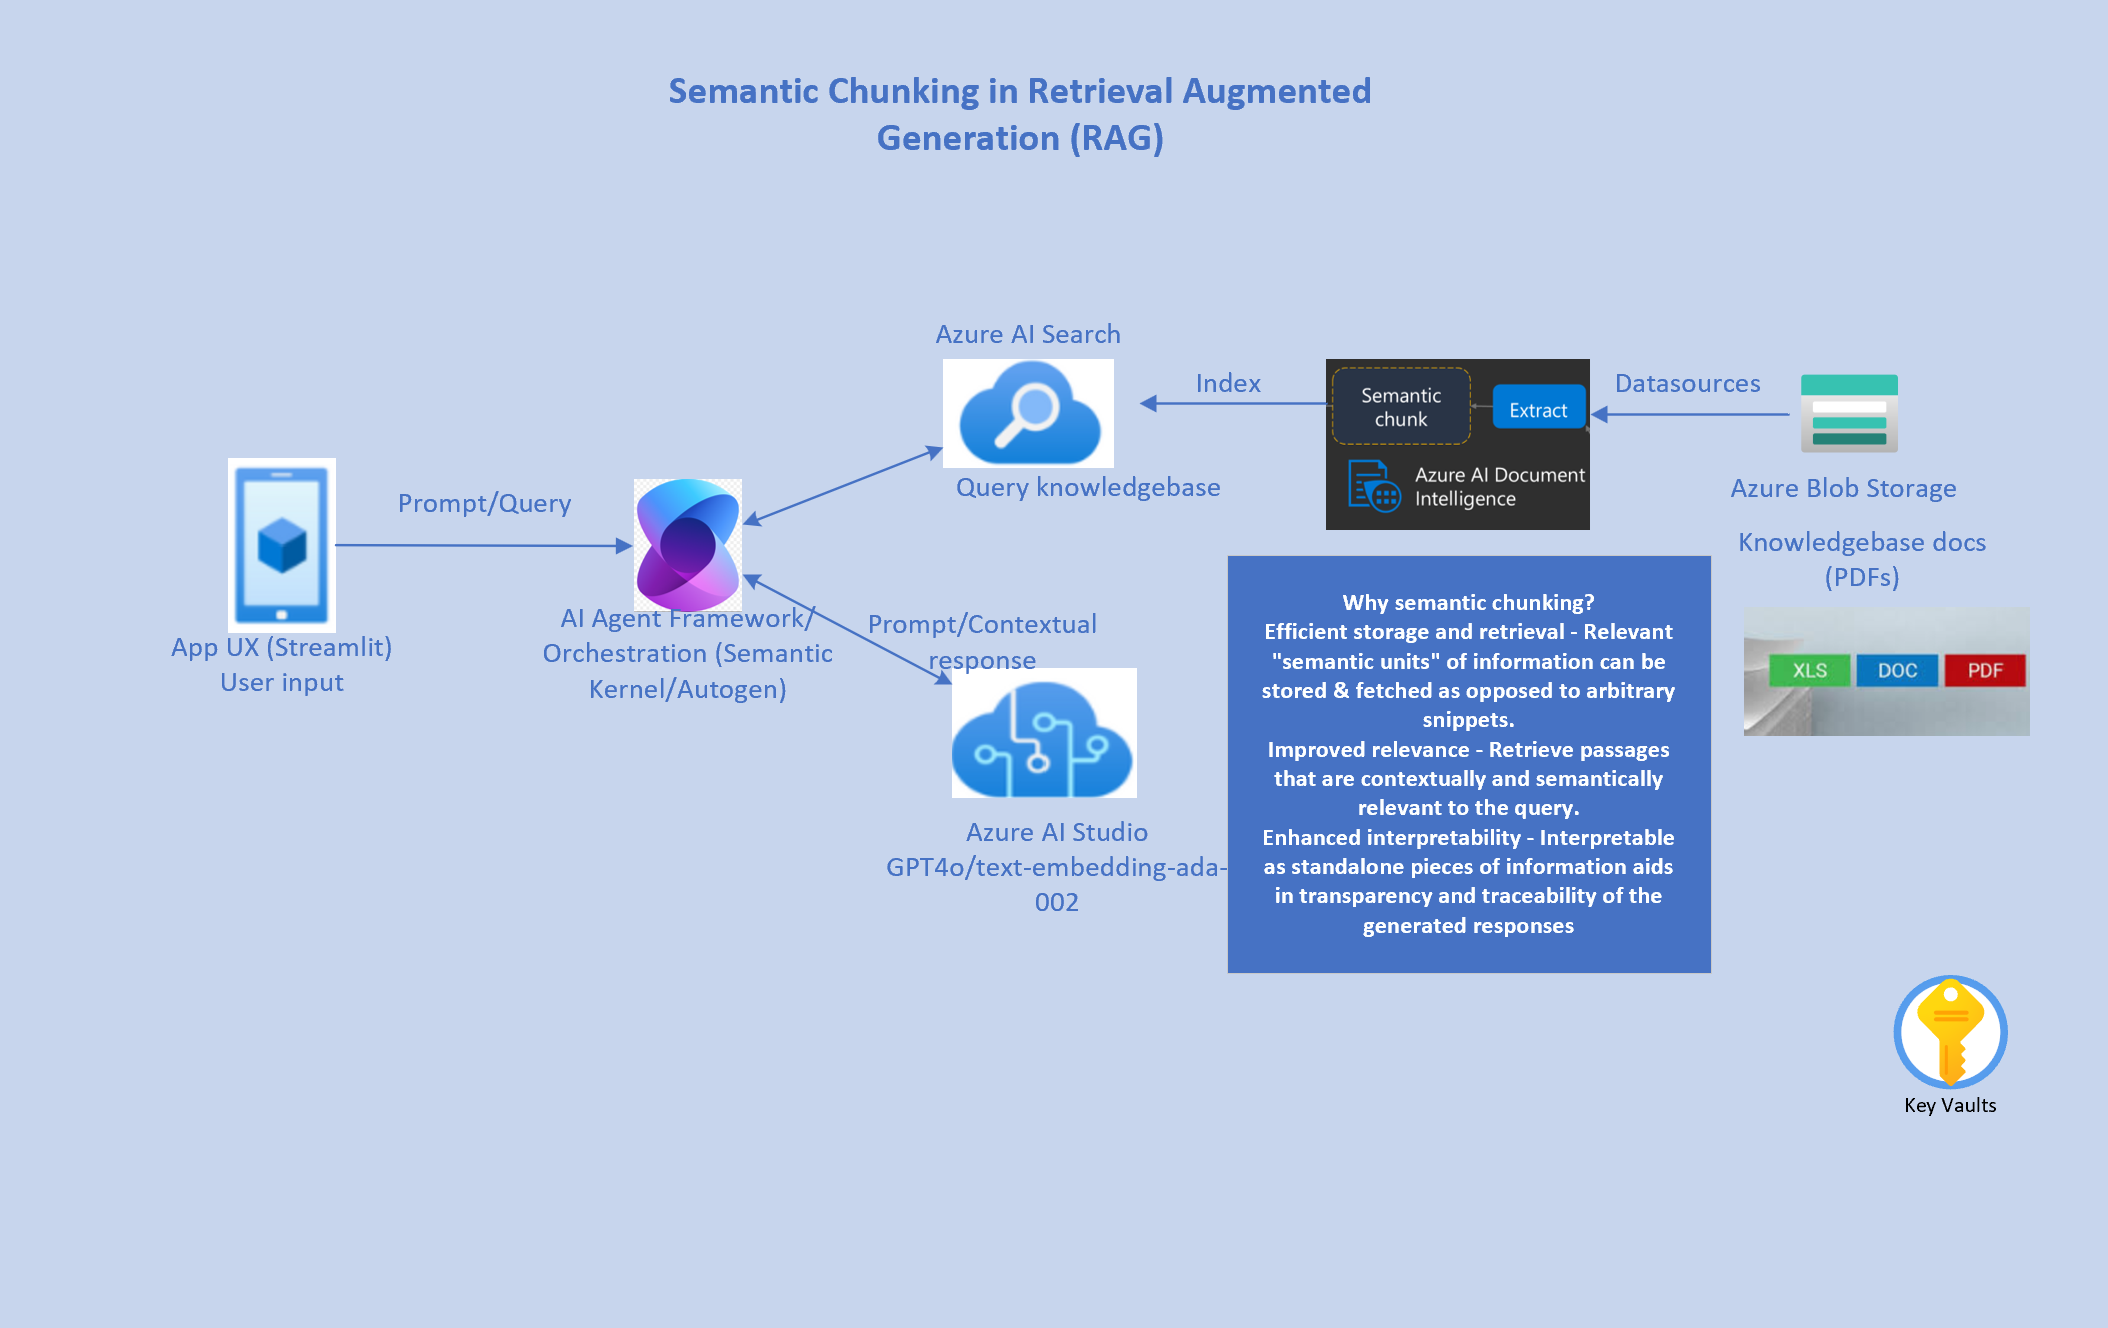 Semantic Chunking in Retrieval Augmented
Generation (RAG)
Azure AI Search
Query knowledgebase
Index
Semantic
chunk
Extract
Azure AI Document
Intelligence
Datasources
Azure Blob Storage
Knowledgebase docs
(PDFs)
XLS
DOC
PDF
Prompt/Query
App UX (Streamlit)
User input
AI Agent Framework/
Orchestration (Semantic
Kernel/Autogen)
Prompt/Contextual
response
Azure AI Studio
GPT4o/text-embedding-ada-
002
Why semantic chunking?
Efficient storage and retrieval - Relevant
"semantic units" of information can be
stored & fetched as opposed to arbitrary
snippets.
Improved relevance - Retrieve passages
that are contextually and semantically
relevant to the query.
Enhanced interpretability - Interpretable
as standalone pieces of information aids
in transparency and traceability of the
generated responses
Key Vaults